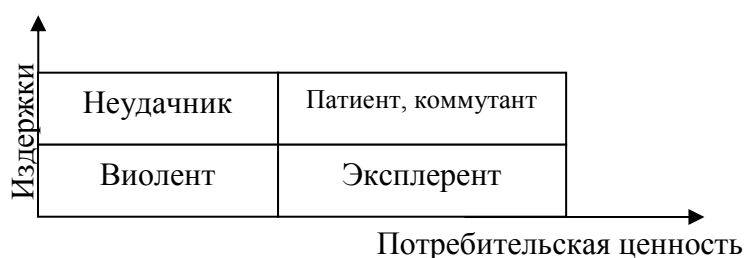 Издержки
Неудачник
Патиент, коммутант
Виолент
Эксплерент
Потребительская ценность